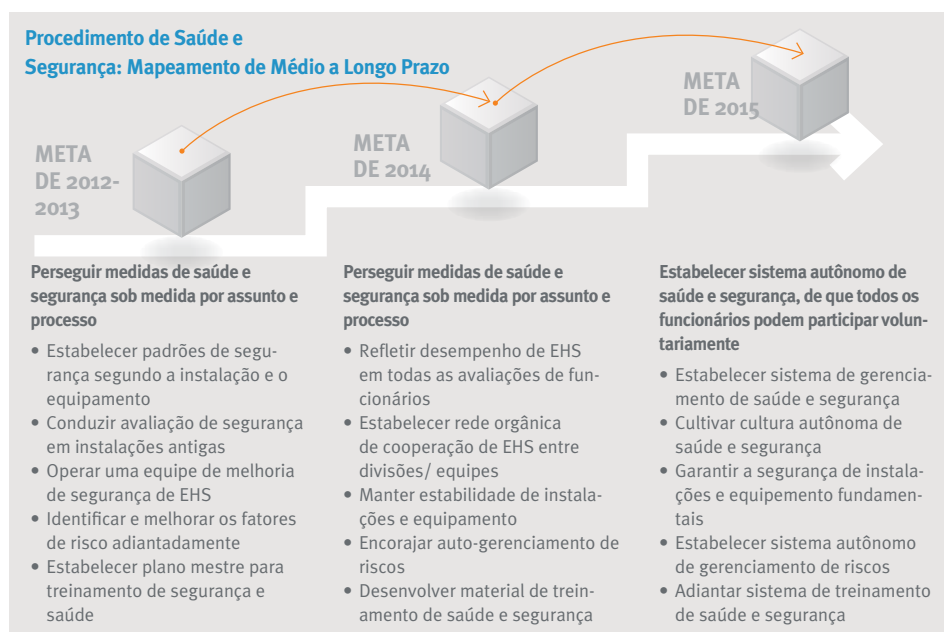 Procedimento de Saúde e
Segurança: Mapeamento de Médio a Longo Prazo
META
DE 2012-
2013
META
DE 2014
META
DE 2015
Perseguir medidas de saúde e
segurança sob medida por assunto e
processo
• Estabelecer padrões de segu-
rança segundo a instalação e o
equipamento
• Conduzir avaliação de segurança
em instalações antigas
• Operar uma equipe de melhoria
de segurança de EHS
• Identificar e melhorar os fatores
de risco adiantadamente
• Estabelecer plano mestre para
treinamento de segurança e
saúde
Perseguir medidas de saúde e
segurança sob medida por assunto e
processo
• Refletir desempenho de EHS
em todas as avaliações de fun-
cionários
• Estabelecer rede orgânica
de cooperação de EHS entre
divisões/ equipes
• Manter estabilidade de instala-
ções e equipamento
• Encorajar auto-gerenciamento de
riscos
• Desenvolver material de trein-
amento de saúde e segurança
Estabelecer sistema autônomo de
saúde e segurança, de que todos os
funcionários podem participar volun-
tariamente
• Estabelecer sistema de gerencia-
mento de saúde e segurança
• Cultivar cultura autônoma de
saúde e segurança
• Garantir a segurança de instala-
ções e equipemento fundamen-
tais
• Estabelecer sistema autônomo
de gerenciamento de riscos
• Adiantar sistema de treinamento
de saúde e segurança